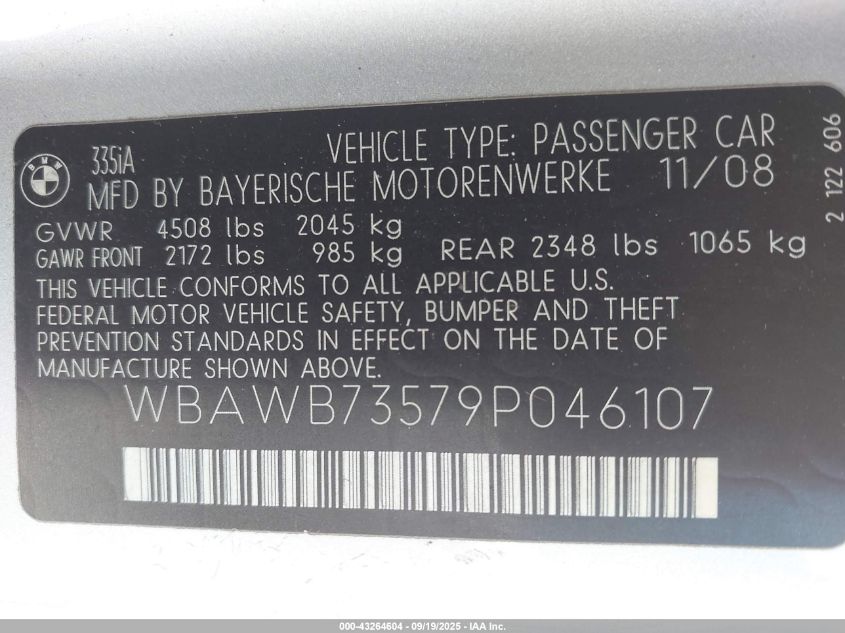 BMW
335iA
VEHICLE TYPE: PASSENGER CAR
MFD BY BAYERISCHE MOTORENWERKE 11/08
GVWR 4508 lbs 2045 kg
GAWR FRONT 2172 lbs 985 kg REAR 2348 lbs 1065 kg
THIS VEHICLE CONFORMS TO ALL APPLICABLE U.S.
FEDERAL MOTOR VEHICLE SAFETY, BUMPER AND THEFT
PREVENTION STANDARDS IN EFFECT ON THE DATE OF
MANUFACTURE SHOWN ABOVE.
WBAWB73579P046107
2 122 606
000-43264604 - 09/19/2025 - IAA Inc.